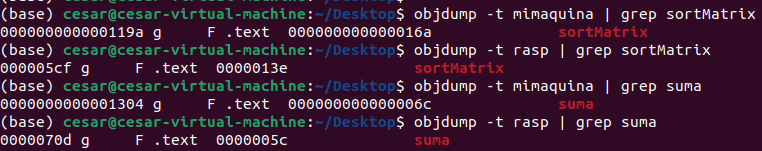 (base) cesar@cesar-virtual-machine:~/Desktop$ objdump -t mimaquina | grep sortMatrix
000000000000119a g     F .text  000000000000016a              sortMatrix
(base) cesar@cesar-virtual-machine:~/Desktop$ objdump -t rasp | grep sortMatrix
000005cf g     F .text  0000013e              sortMatrix
(base) cesar@cesar-virtual-machine:~/Desktop$ objdump -t mimaquina | grep suma
0000000000001304 g     F .text  000000000000006c              suma
(base) cesar@cesar-virtual-machine:~/Desktop$ objdump -t rasp | grep suma
0000070d g     F .text  0000005c              suma